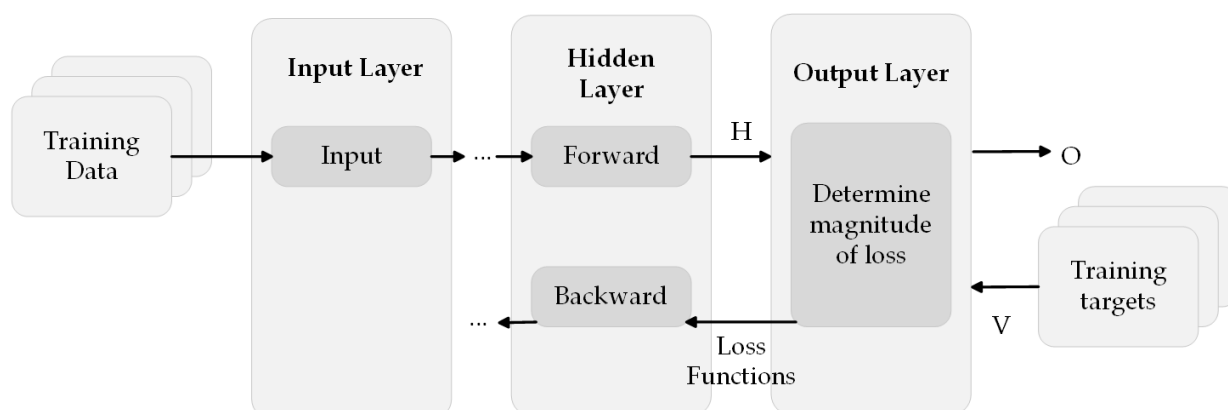 Training
Data
Input Layer
Input
...
Hidden
Layer
Forward
H
Output Layer
Determine
magnitude
of loss
O
Training
targets
V
Backward
...
Loss
Functions